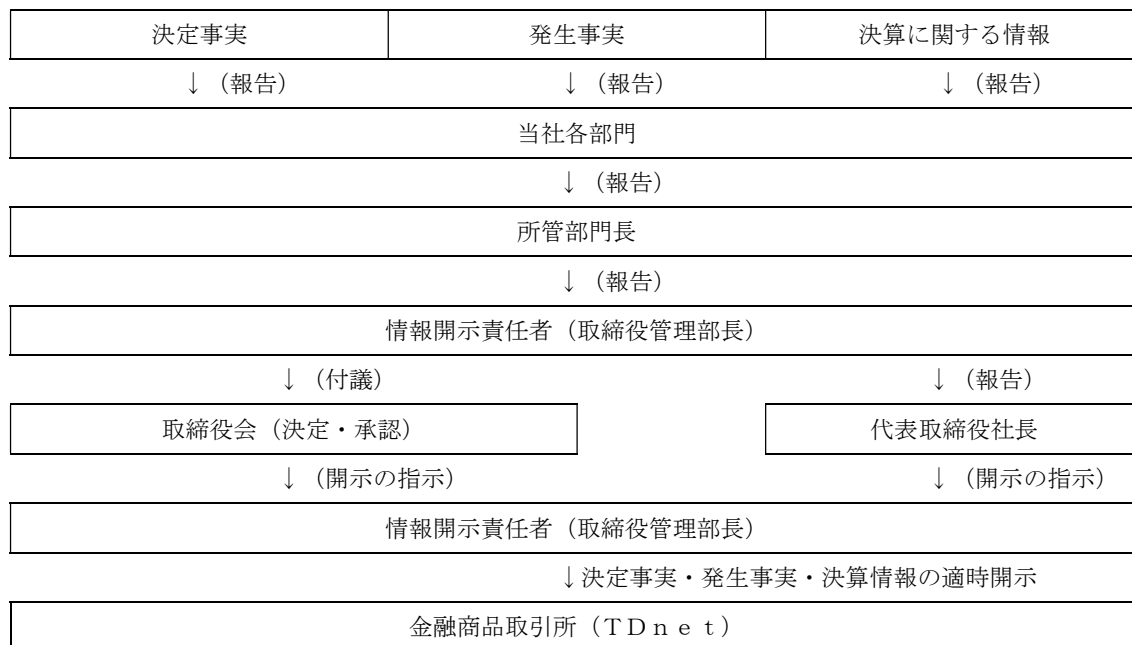 決定事実 発生事実 決算に関する情報
↓（報告） ↓（報告） ↓（報告）
当社各部門
↓（報告）
所管部門長
↓（報告）
情報開示責任者（取締役管理部長）
↓（付議） ↓（報告）
取締役会（決定・承認） 代表取締役社長
↓（開示の指示） ↓（開示の指示）
情報開示責任者（取締役管理部長）
↓決定事実・発生事実・決算情報の適時開示
金融商品取引所（ＴＤｎｅｔ）